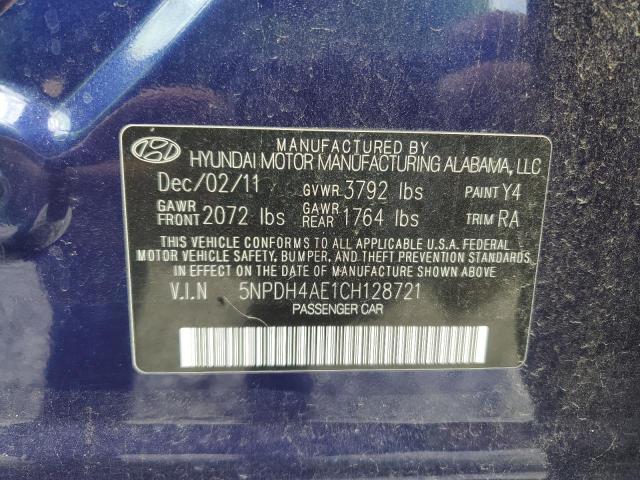 MANUFACTURED BY
HYUNDAI MOTOR MANUFACTURING ALABAMA, LLC
Dec/02/11 GVWR 3792 lbs PAINT Y4
GAWR FRONT 2072 lbs GAWR REAR 1764 lbs TRIM RA
THIS VEHICLE CONFORMS TO ALL APPLICABLE U.S.A. FEDERAL
MOTOR VEHICLE SAFETY, BUMPER, AND THEFT PREVENTION STANDARDS
IN EFFECT ON THE DATE OF MANUFACTURE SHOWN ABOVE
V.I.N 5NPDH4AE1CH128721
PASSENGER CAR